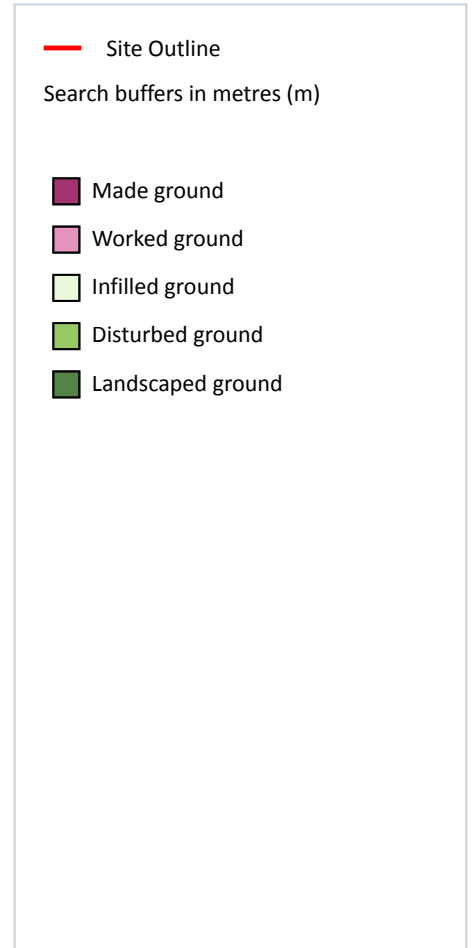 Site Outline
Search buffers in metres (m)
Made ground
Worked ground
Infilled ground
Disturbed ground
Landscaped ground